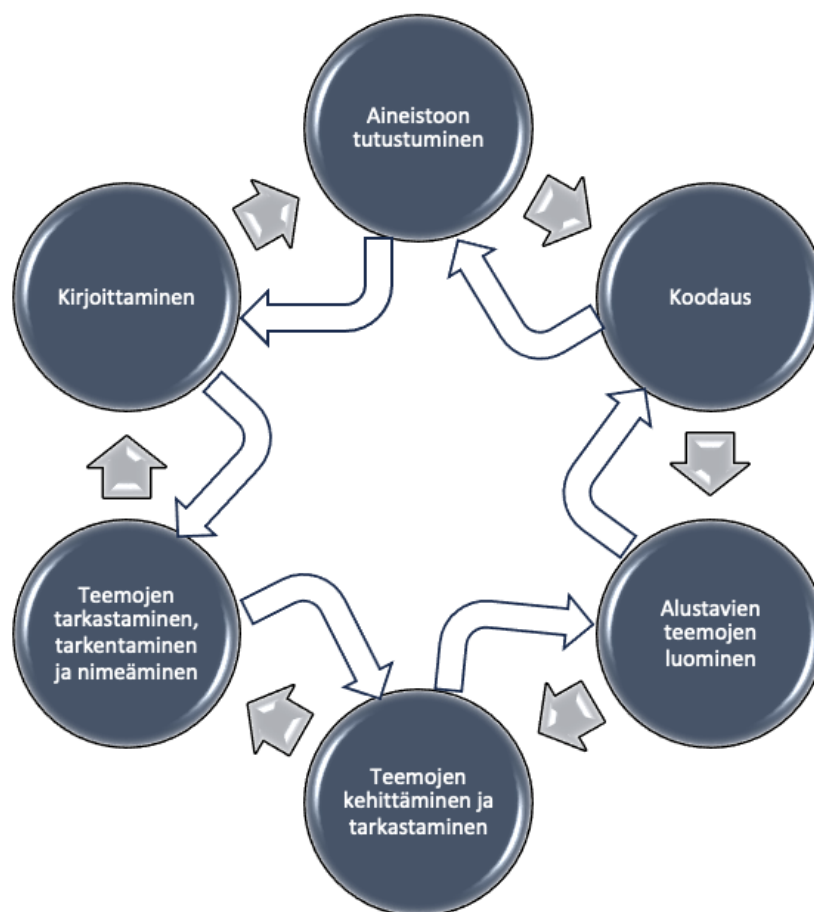 Aineistoon
tutustuminen
Koodaus
Alustavien
teemojen
luominen
Teemojen
kehittäminen ja
tarkastaminen
Teemojen
tarkastaminen,
tarkentaminen
ja nimeäminen
Kirjoittaminen